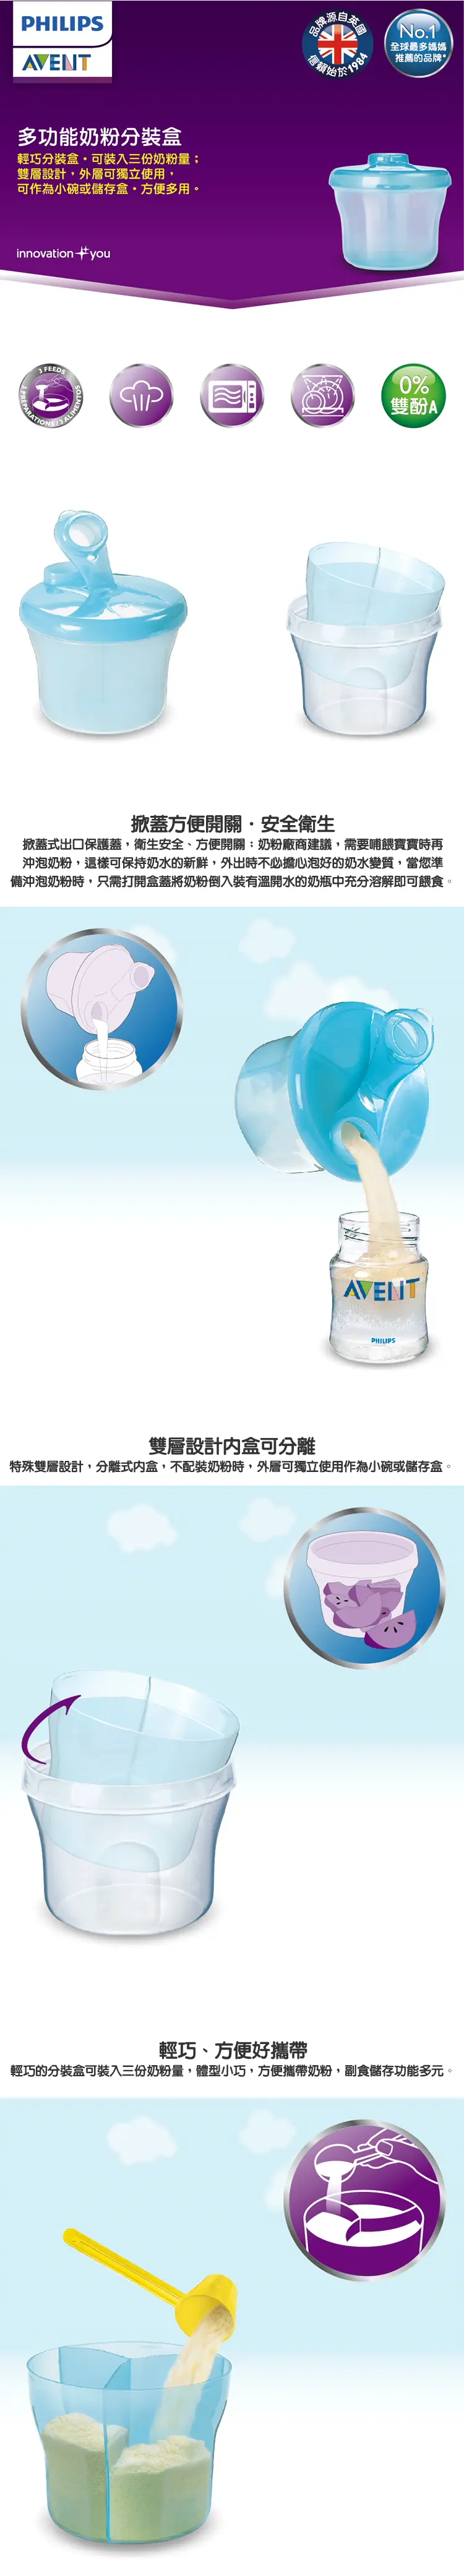 PHILIPS
AVENT
品牌源自英國
信賴始於1984
No.1
全球最多媽媽
推薦的品牌*
多功能奶粉分裝盒
輕巧分裝盒,可裝入三份奶粉量;
雙層設計,外層可獨立使用,
可作為小碗或儲存盒,方便多用。
innovation+you
3 FEEDS
3 PRÉPARATIONS / 3 ALIMENTOS
0%
雙酚A
掀蓋方便開關・安全衛生
掀蓋式出口保護蓋,衛生安全、方便開關;奶粉廠商建議,需要哺餵寶寶時再
沖泡奶粉,這樣可保持奶水的新鮮,外出時不必擔心泡好的奶水變質,當您準
備沖泡奶粉時,只需打開盒蓋將奶粉倒入裝有溫開水的奶瓶中充分溶解即可餵食。
AVENT
PHILIPS
雙層設計內盒可分離
特殊雙層設計,分離式內盒,不配裝奶粉時,外層可獨立使用作為小碗或儲存盒。
輕巧、方便好攜帶
輕巧的分裝盒可裝入三份奶粉量,體型小巧,方便攜帶奶粉,副食儲存功能多元。